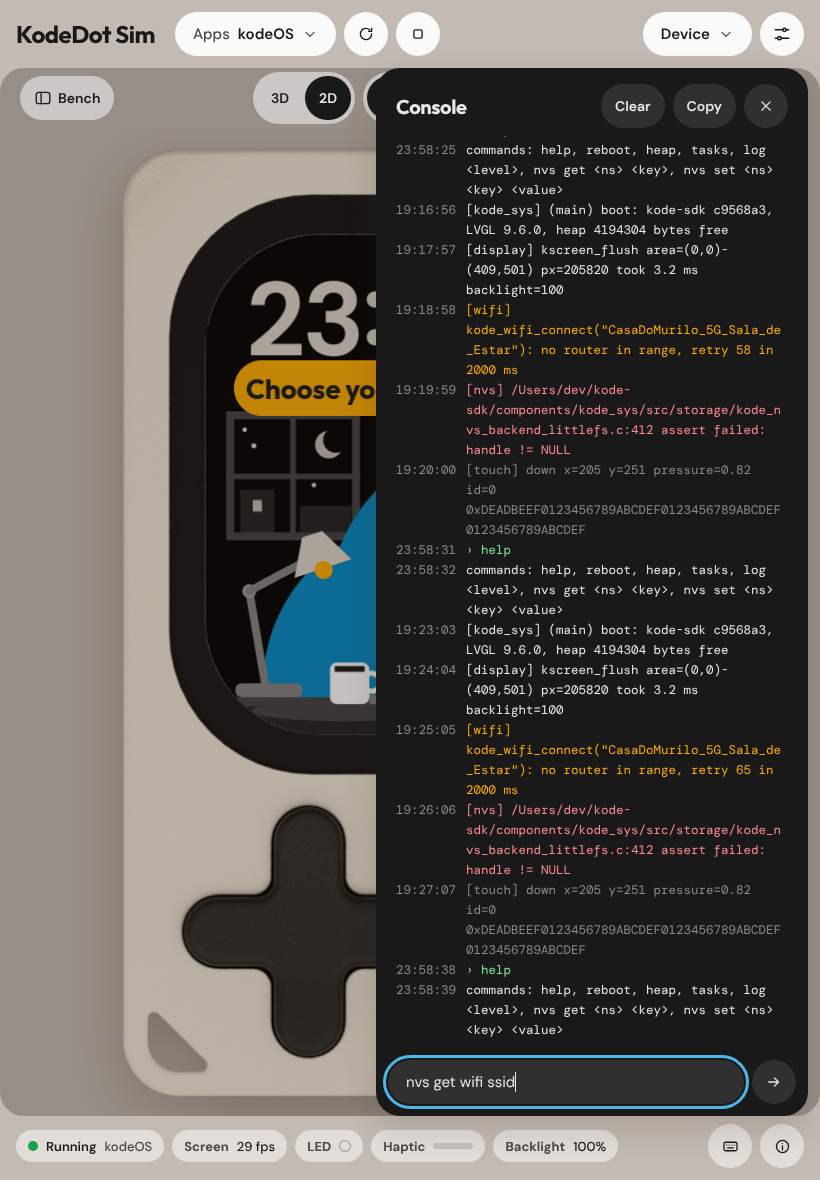 KodeDot Sim
Apps kodeOS
Device
Bench
3D
2D
23:
Choose yo
Console
Clear
Copy
23:58:25 commands: help, reboot, heap, tasks, log
<level>, nvs get <ns> <key>, nvs set <ns>
<key> <value>
19:16:56 [kode_sys] (main) boot: kode-sdk c9568a3,
LVGL 9.6.0, heap 4194304 bytes free
19:17:57 [display] kscreen_flush area=(0,0)-
(409,501) px=205820 took 3.2 ms
backlight=100
19:18:58 [wifi]
kode_wifi_connect("CasaDoMurilo_5G_Sala_de
_Estar"): no router in range, retry 58 in
2000 ms
19:19:59 [nvs] /Users/dev/kode-
sdk/components/kode_sys/src/storage/kode_n
vs_backend_littlefs.c:412 assert failed:
handle != NULL
19:20:00 [touch] down x=205 y=251 pressure=0.82
id=0
0xDEADBEEF0123456789ABCDEF0123456789ABCDEF
0123456789ABCDEF
23:58:31 › help
23:58:32 commands: help, reboot, heap, tasks, log
<level>, nvs get <ns> <key>, nvs set <ns>
<key> <value>
19:23:03 [kode_sys] (main) boot: kode-sdk c9568a3,
LVGL 9.6.0, heap 4194304 bytes free
19:24:04 [display] kscreen_flush area=(0,0)-
(409,501) px=205820 took 3.2 ms
backlight=100
19:25:05 [wifi]
kode_wifi_connect("CasaDoMurilo_5G_Sala_de
_Estar"): no router in range, retry 65 in
2000 ms
19:26:06 [nvs] /Users/dev/kode-
sdk/components/kode_sys/src/storage/kode_n
vs_backend_littlefs.c:412 assert failed:
handle != NULL
19:27:07 [touch] down x=205 y=251 pressure=0.82
id=0
0xDEADBEEF0123456789ABCDEF0123456789ABCDEF
0123456789ABCDEF
23:58:38 › help
23:58:39 commands: help, reboot, heap, tasks, log
<level>, nvs get <ns> <key>, nvs set <ns>
<key> <value>
nvs get wifi ssid
Running kodeOS
Screen 29 fps
LED
Haptic
Backlight 100%